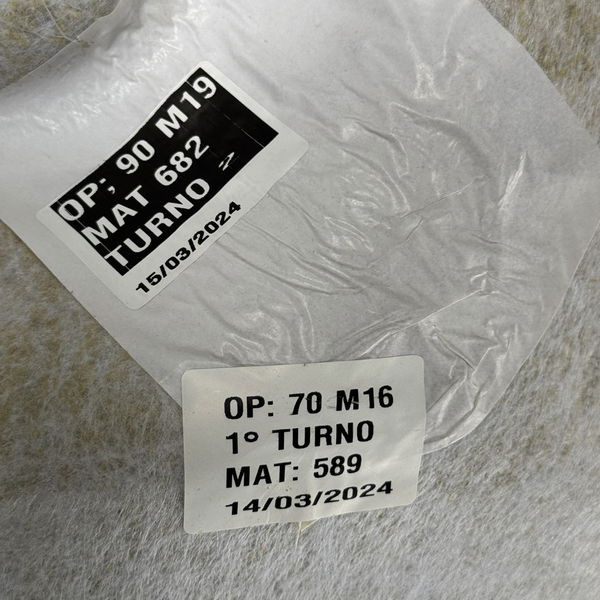 OP; 90 M19
MAT 682
TURNO 2
15/03/2024
OP: 70 M16
1º TURNO
MAT: 589
14/03/2024